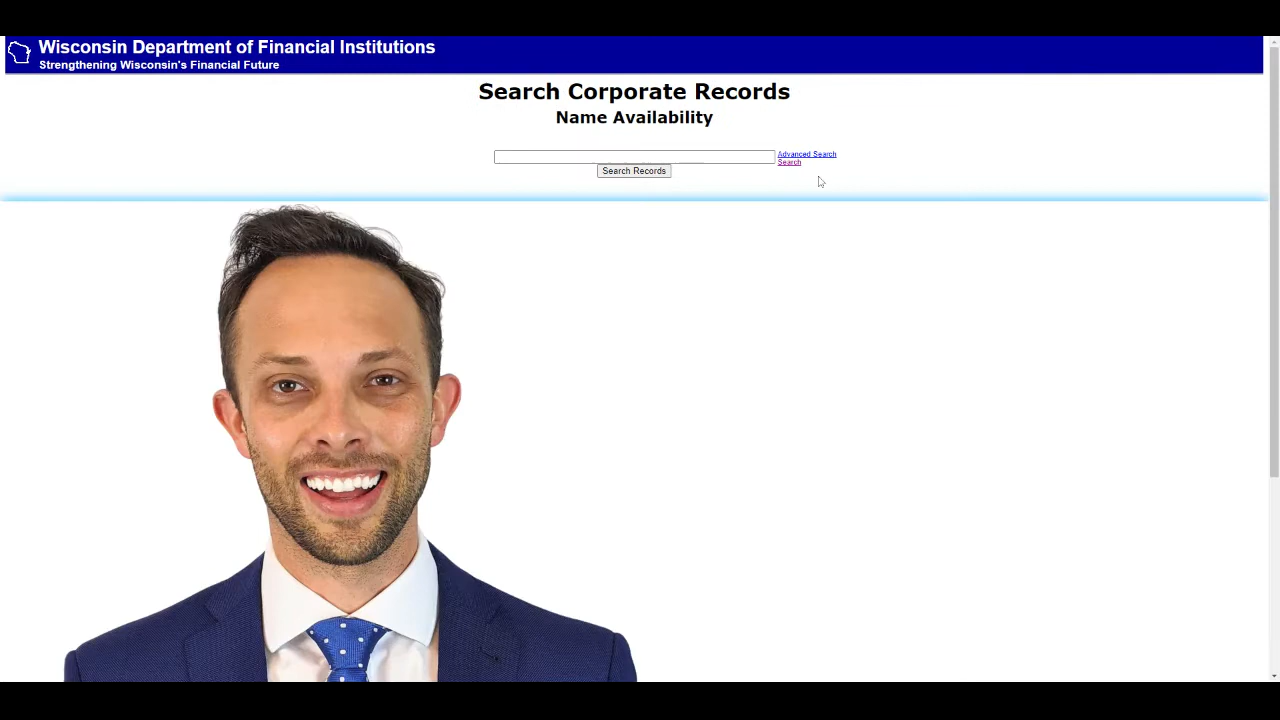 Wisconsin Department of Financial Institutions
Strengthening Wisconsin's Financial Future
Search Corporate Records
Name Availability
Advanced Search
Search
Search Records